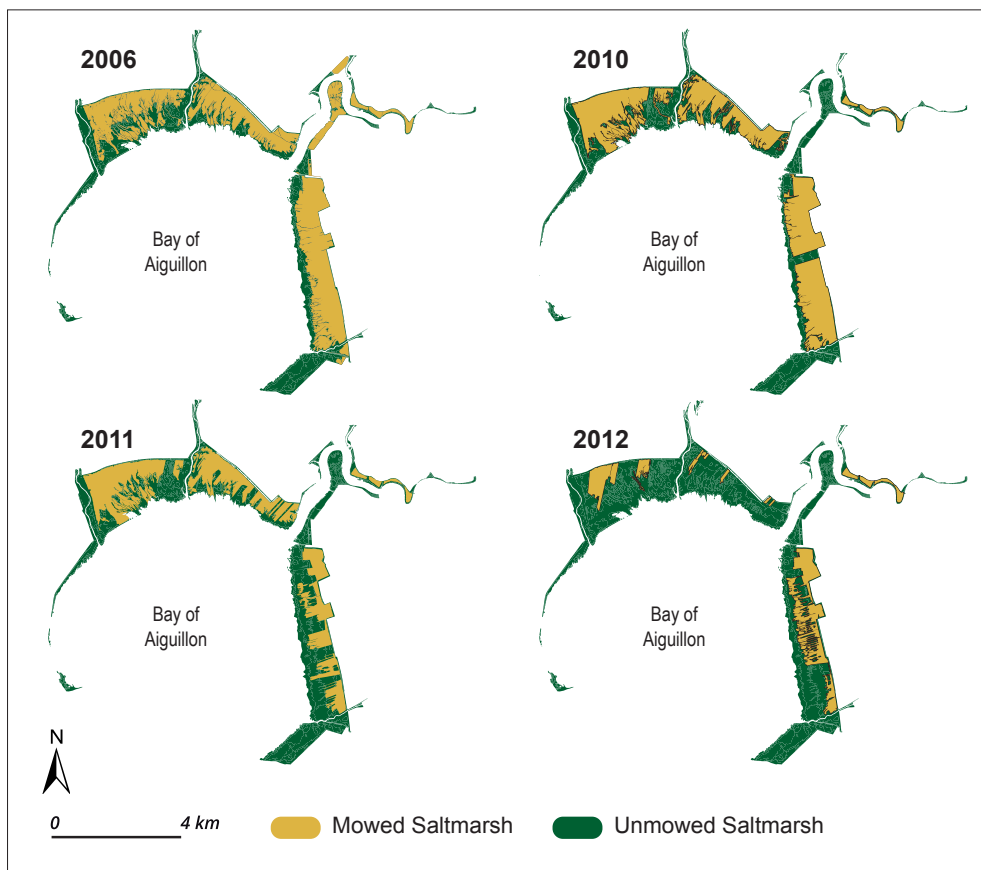 2006
2010
Bay of
Aiguillon
Bay of
Aiguillon
2011
2012
Bay of
Aiguillon
Bay of
Aiguillon
N
0 4 km
Mowed Saltmarsh
Unmowed Saltmarsh